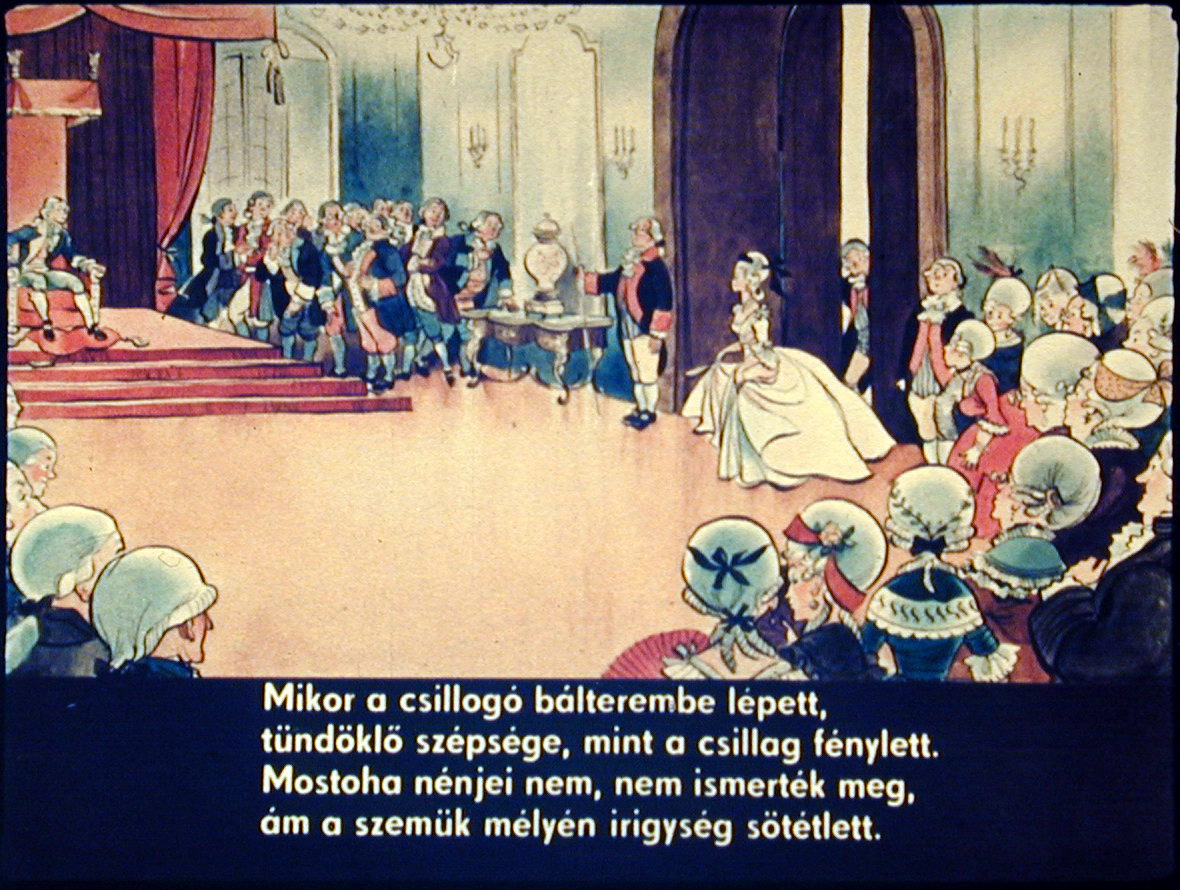 Mikor a csillogó bálterembe lépett,
tündöklő szépsége, mint a csillag fénylett.
Mostoha nénjei nem, nem ismerték meg,
ám a szemük mélyén irigység sötétlett.